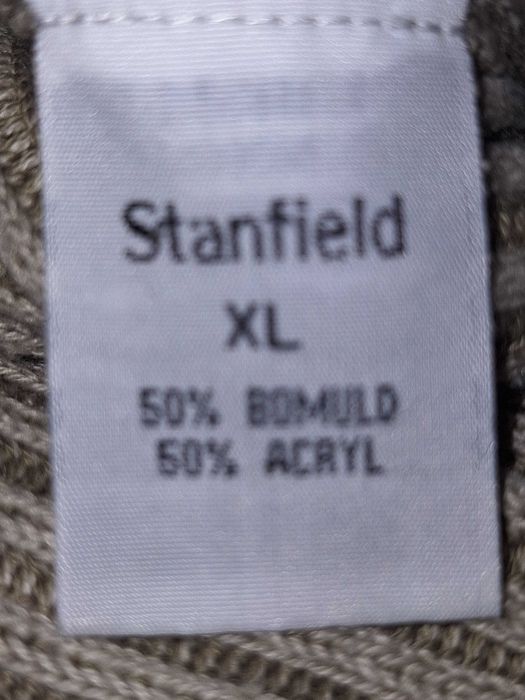 Stanfield
XL
50% BOMULD
50% ACRYL